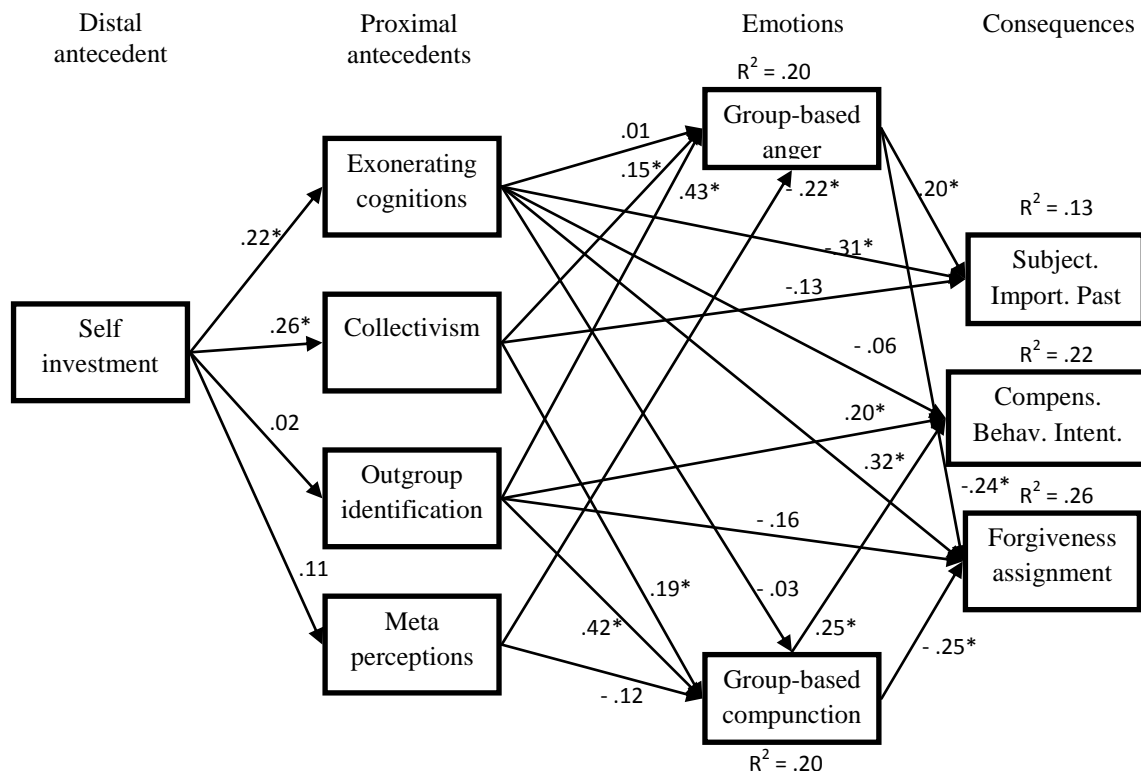 Distal
antecedent
Proximal
antecedents
Emotions
Consequences
R² = .20
Group-based
anger
.01
.15*
.43*
- .22*
.20*
Exonerating
cognitions
R² = .13
.22*
-.31*
Subject.
Import. Past
-.13
Self
investment
.26*
Collectivism
- .06
R² = .22
Compens.
Behav. Intent.
.02
.20*
.32*
-.24*
R² = .26
Outgroup
identification
- .16
Forgiveness
assignment
.11
.19*
- .03
Meta
perceptions
.42*
.25*
- .25*
- .12
Group-based
compunction
R² = .20